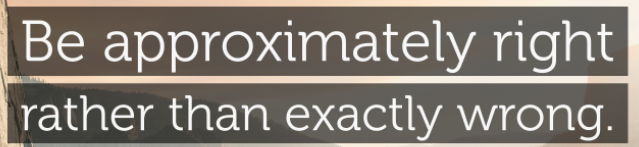 Be approximately right
rather than exactly wrong.